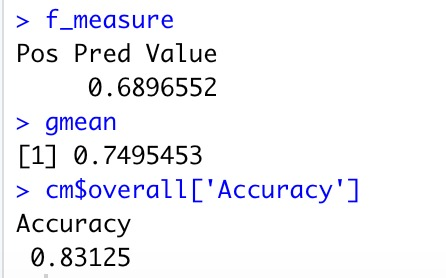 > f_measure
Pos Pred Value
0.6896552
> gmean
[1] 0.7495453
> cm$overall['Accuracy']
Accuracy
0.83125